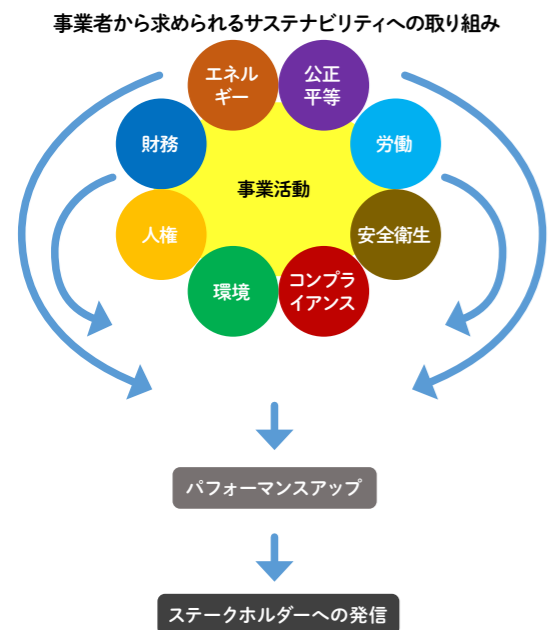 事業者から求められるサステナビリティへの取り組み
エネル
ギー
公正
平等
財務
労働
事業活動
人権
安全衛生
環境
コンプラ
イアンス
パフォーマンスアップ
ステークホルダーへの発信